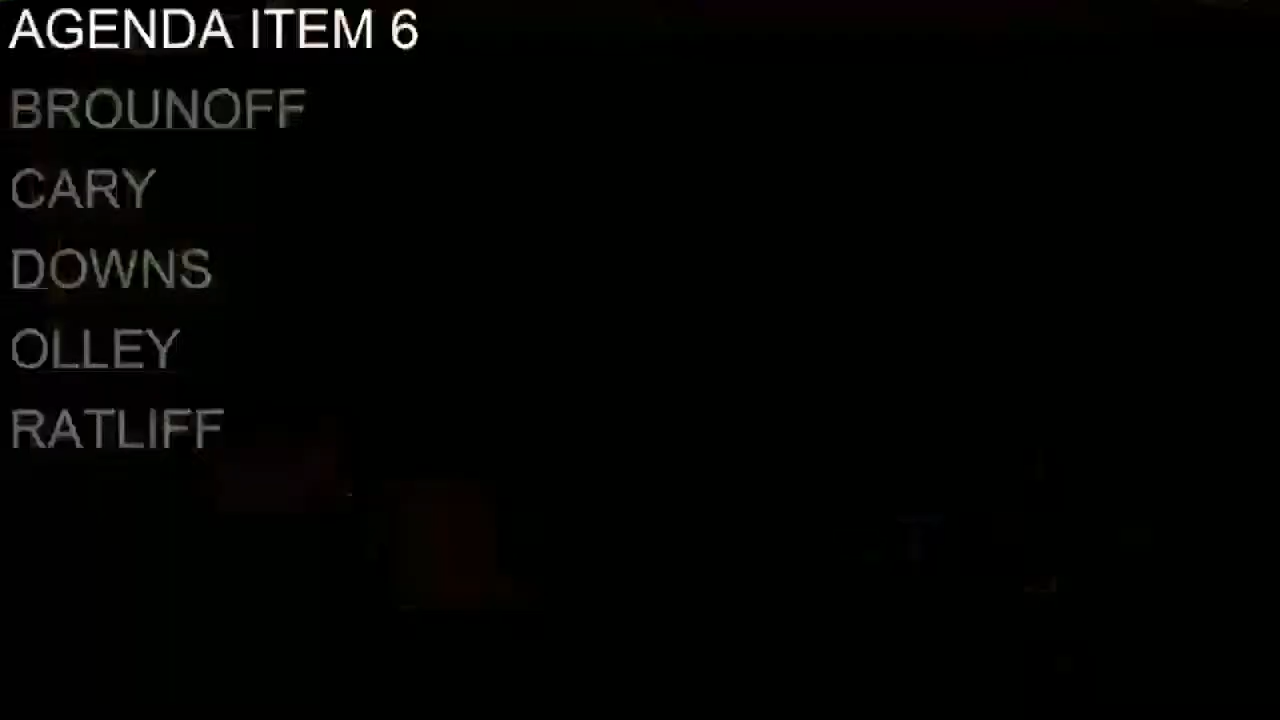 AGENDA ITEM 6
BROUNOFF
CARY
DOWNS
OLLEY
RATLIFF